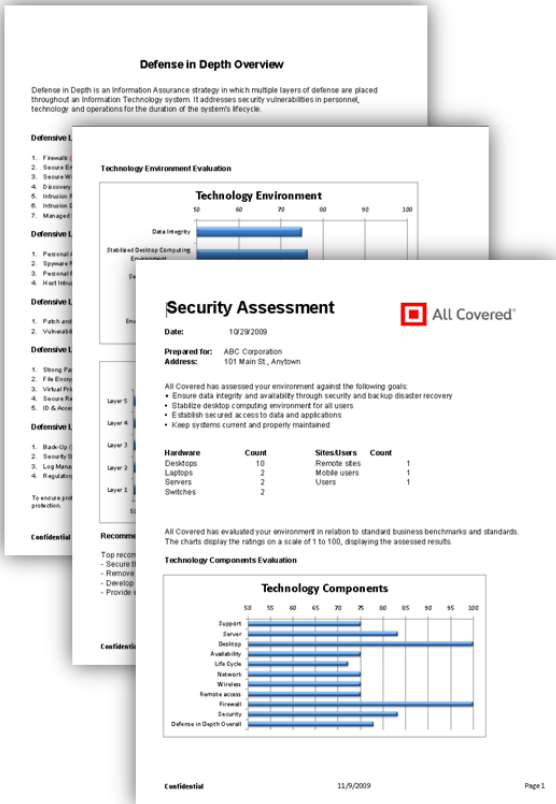 Defense in Depth Overview
Defense in Depth is an Information Assurance strategy in which multiple layers of defense are placed
throughout an Information Technology system. It addresses security vulnerabilities in personnel,
technology and operations for the duration of the system's lifecycle.
Defensive L
1. Firewalls (
2. Secure
3. Secure
4. Discovery
5. Intrusion
6. Intrusion
7. Managed
Defensive L
1. Personal
2. Spyware
3. Personal
4. Host
Defensive L
1. Patch and
2.
Defensive L
1. Strong
2. File
3. Virtual
4. Secure
5. ID &
Defensive L
1. Back-Up (
2. Security
3. Log
4.
To ensure
protection.
Confidential
Technology Environment Evaluation
Technology Environment
50 60 70 80 90 100
Data Integrity
Stabilized Desktop Computing
Environment
Layer 5
Layer 4
Layer 3
Layer 2
Layer 1
Recomme
Top recom
- Secure
- Remove
- Develop
- Provide
Confidentia
Security Assessment
All Covered®
Date: 10/29/2009
Prepared for: ABC Corporation
Address: 101 Main St., Anytown
All Covered has assessed your environment against the following goals:
• Ensure data integrity and availability through security and backup disaster recovery
• Stabilize desktop computing environment for all users
• Establish secured access to data and applications
• Keep systems current and properly maintained
Hardware Count Sites/Users Count
Desktops 10 Remote sites 1
Laptops 2 Mobile users 1
Servers 2 Users 1
Switches 2
All Covered has evaluated your environment in relation to standard business benchmarks and standards.
The charts display the ratings on a scale of 1 to 100, displaying the assessed results.
Technology Components Evaluation
Technology Components
50 55 60 65 70 75 80 85 90 95 100
Support
Server
Desktop
Availability
Life Cycle
Network
Wireless
Remote access
Firewall
Security
Defense in Depth Overall
Confidential 11/9/2009 Page 1